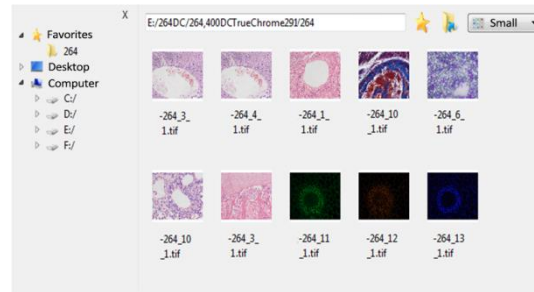 X
E:/264DC/264,400DCTrueChrome291/264
Small
Favorites
264
Desktop
Computer
C:/
D:/
E:/
F:/
-264_3_
1.tif
-264_4_
1.tif
-264_1_
1.tif
-264_10
_1.tif
-264_6_
1.tif
-264_10
_1.tif
-264_3_
1.tif
-264_11
_1.tif
-264_12
_1.tif
-264_13
_1.tif